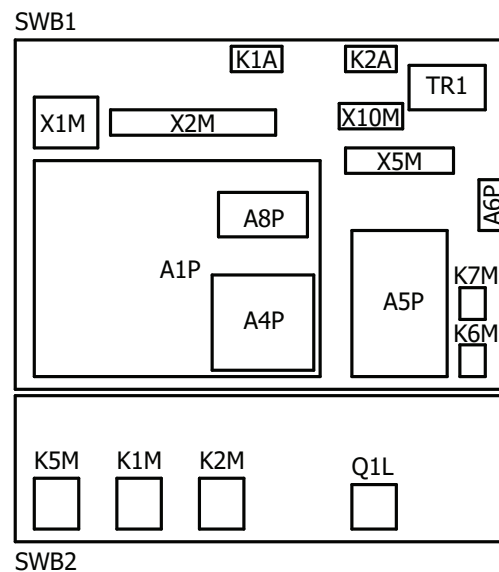 SWB1
K1A
K2A
TR1
X1M
X2M
X10M
X5M
A6P
A8P
A1P
K7M
A5P
A4P
K6M
K5M
K1M
K2M
Q1L
SWB2